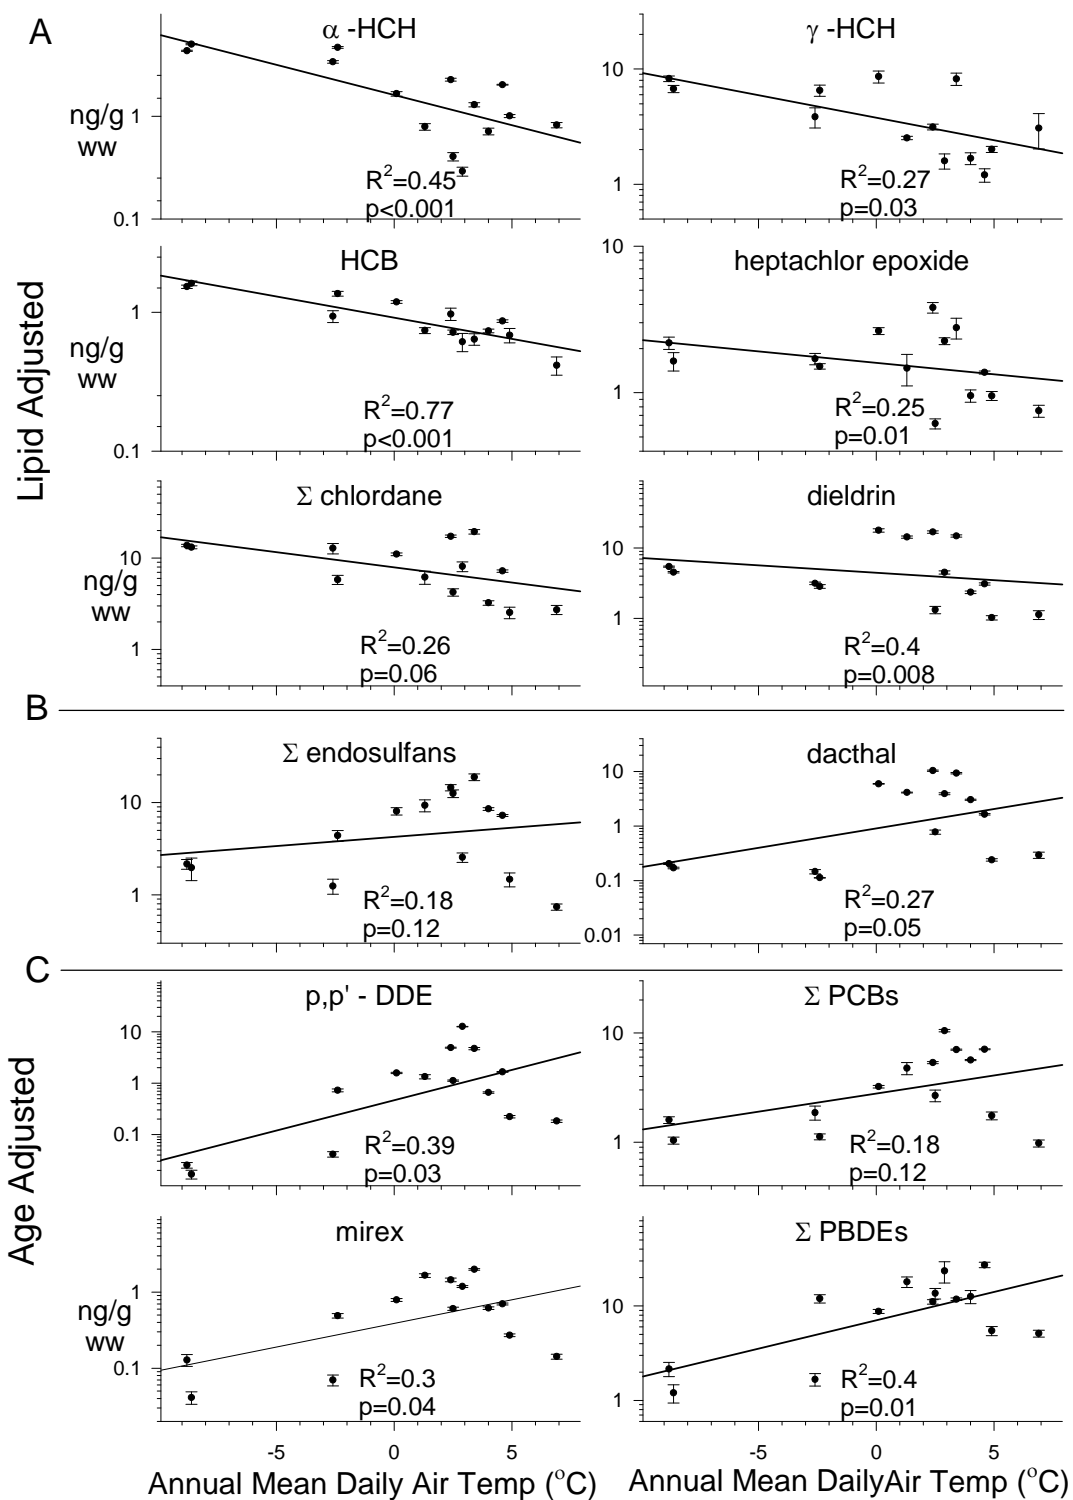 A
α -HCH
γ -HCH
ng/g
ww
1
0.1
10
1
R²=0.45
p<0.001
R²=0.27
p=0.03
Lipid Adjusted
HCB
heptachlor epoxide
ng/g
ww
1
0.1
10
1
R²=0.77
p<0.001
R²=0.25
p=0.01
Σ chlordane
dieldrin
ng/g
ww
10
1
10
1
R²=0.26
p=0.06
R²=0.4
p=0.008
B
Σ endosulfans
dacthal
10
1
10
1
0.1
0.01
R²=0.18
p=0.12
R²=0.27
p=0.05
C
Age Adjusted
p,p' - DDE
Σ PCBs
10
1
0.1
10
1
R²=0.39
p=0.03
R²=0.18
p=0.12
mirex
Σ PBDEs
ng/g
ww
1
0.1
10
1
R²=0.3
p=0.04
R²=0.4
p=0.01
-5 0 5
-5 0 5
Annual Mean Daily Air Temp (°C)
Annual Mean DailyAir Temp (°C)